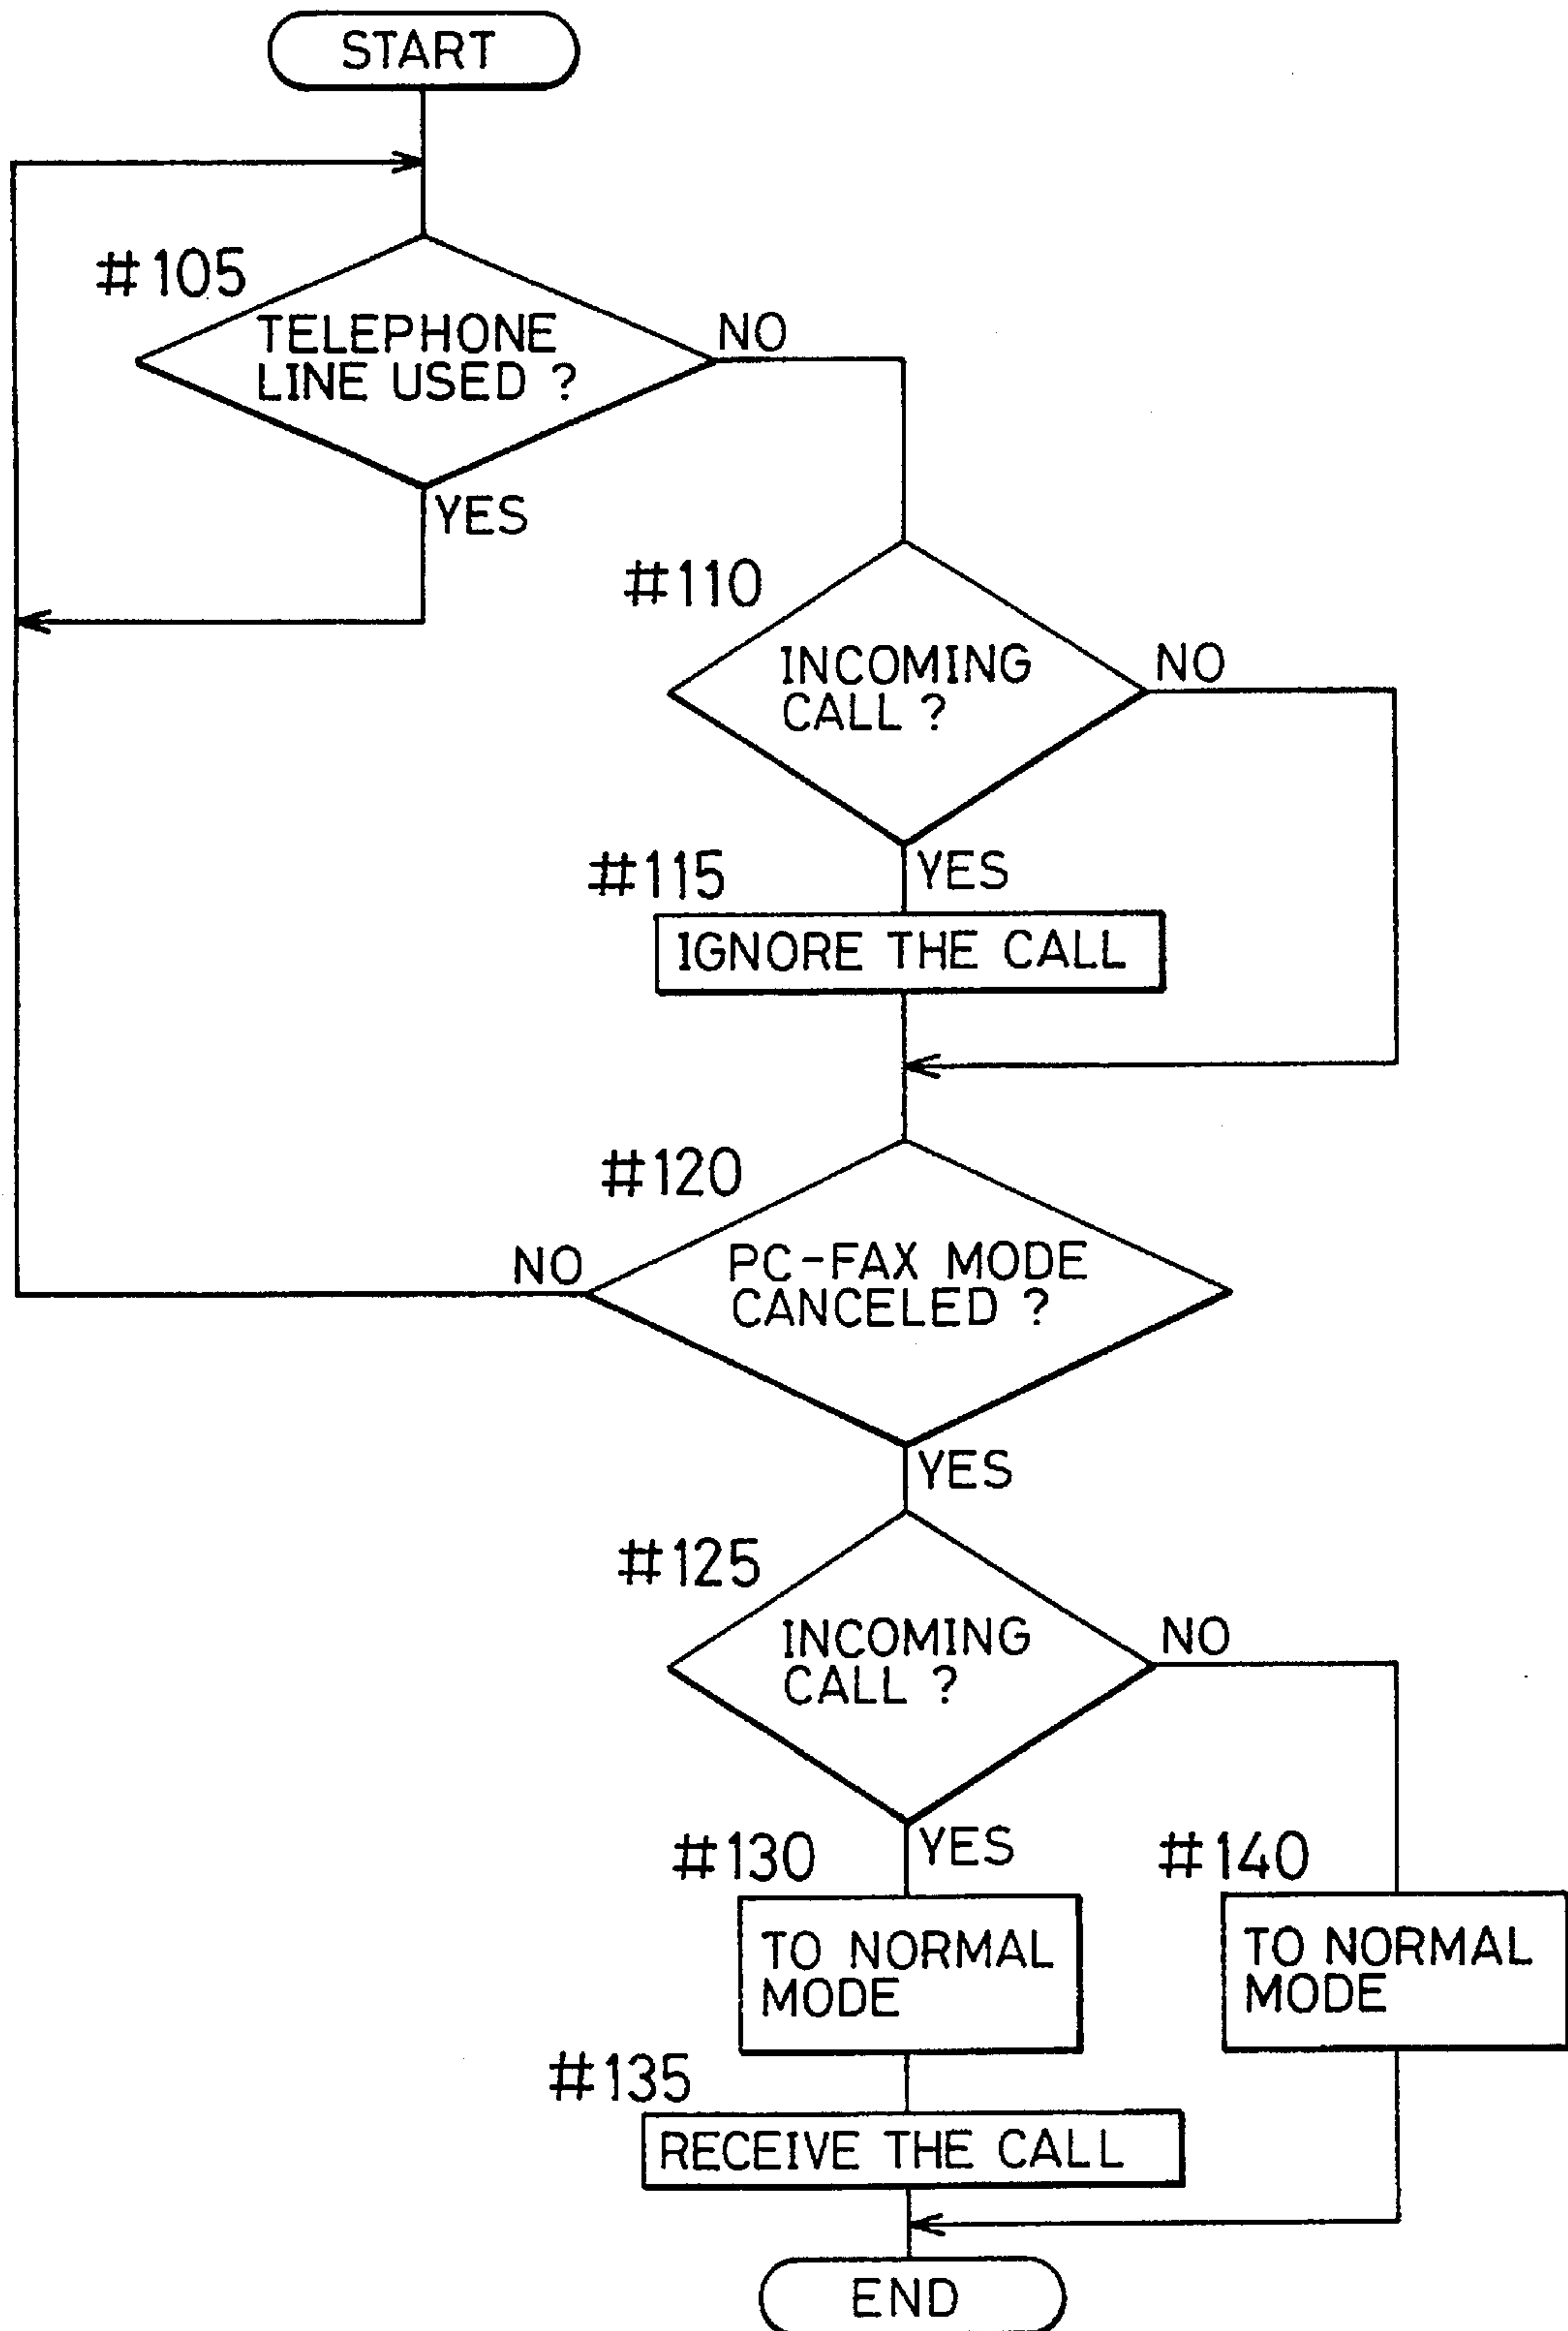 START
#105
TELEPHONE
LINE USED ?
NO
YES
#110
INCOMING
CALL ?
NO
YES
#115
IGNORE THE CALL
#120
PC-FAX MODE
CANCELED ?
NO
YES
#125
INCOMING
CALL ?
NO
YES
#130
TO NORMAL
MODE
#140
TO NORMAL
MODE
#135
RECEIVE THE CALL
END